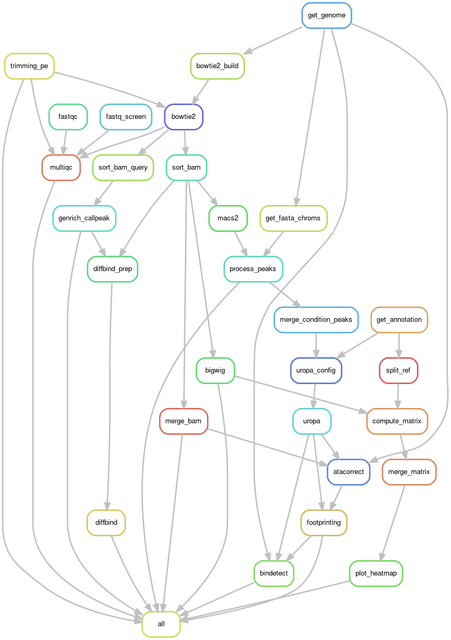 get_genome
trimming_pe
bowtie2_build
fastqc
fastq_screen
bowtie2
multiqc
sort_bam_query
sort_bam
genrich_callpeak
macs2
get_fasta_chroms
diffbind_prep
process_peaks
merge_condition_peaks
get_annotation
bigwig
uropa_config
split_ref
merge_bam
uropa
compute_matrix
atacorrect
merge_matrix
diffbind
footprinting
bindetect
plot_heatmap
all